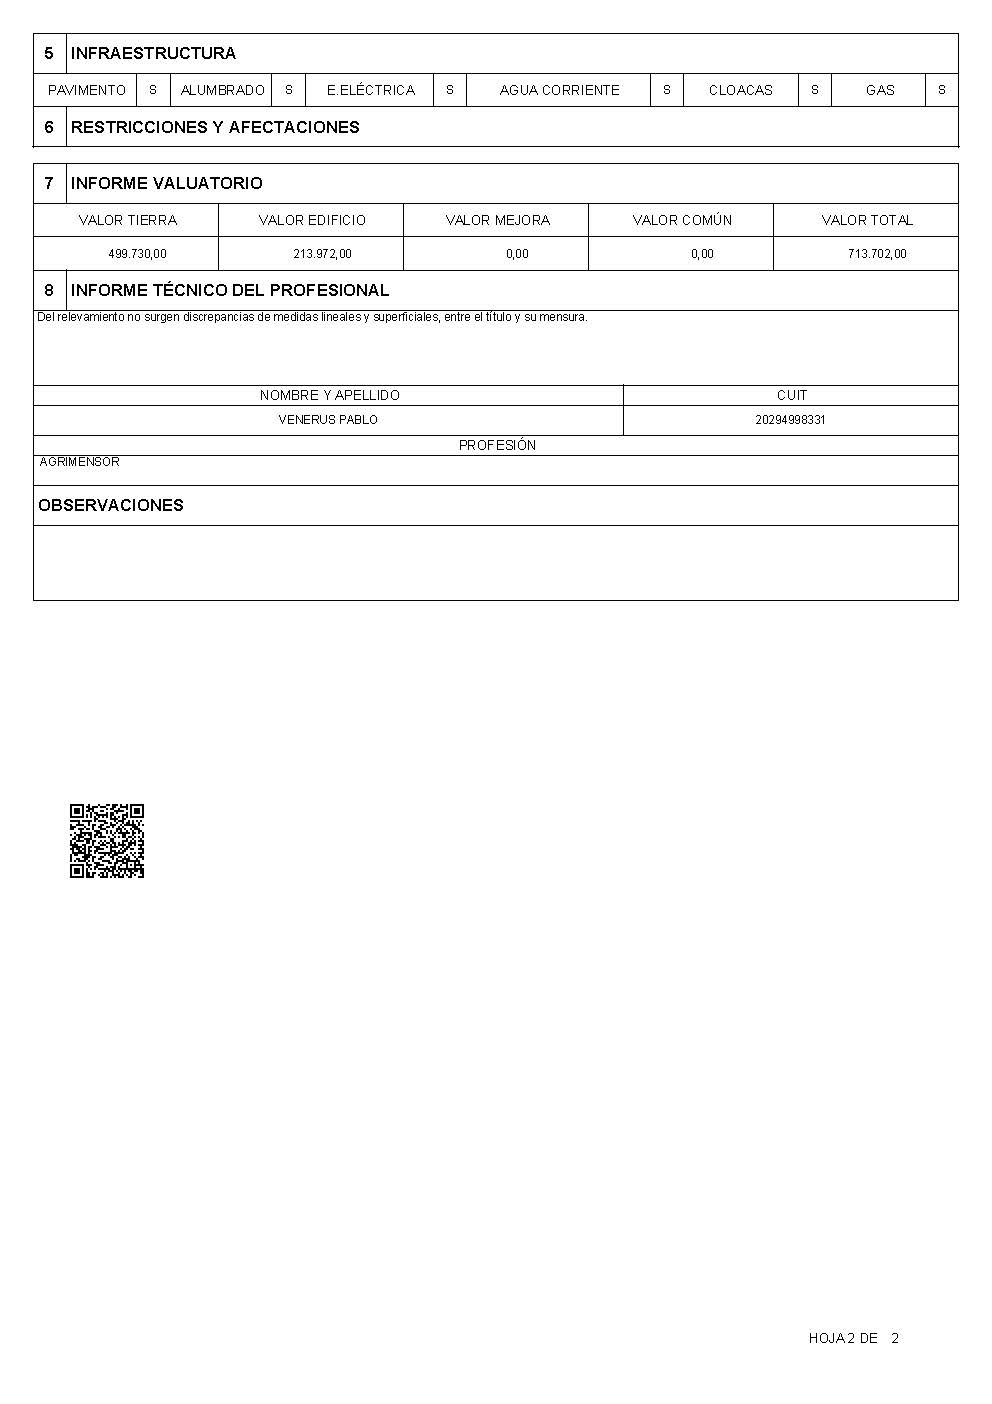 5 INFRAESTRUCTURA
PAVIMENTO S ALUMBRADO S E.ELÉCTRICA S AGUA CORRIENTE S CLOACAS S GAS S
6 RESTRICCIONES Y AFECTACIONES
7 INFORME VALUATORIO
VALOR TIERRA VALOR EDIFICIO VALOR MEJORA VALOR COMÚN VALOR TOTAL
499.730,00 213.972,00 0,00 0,00 713.702,00
8 INFORME TÉCNICO DEL PROFESIONAL
Del relevamiento no surgen discrepancias de medidas lineales y superficiales, entre el título y su mensura.
NOMBRE Y APELLIDO CUIT
VENERUS PABLO 20294998331
PROFESIÓN
AGRIMENSOR
OBSERVACIONES
HOJA 2 DE 2